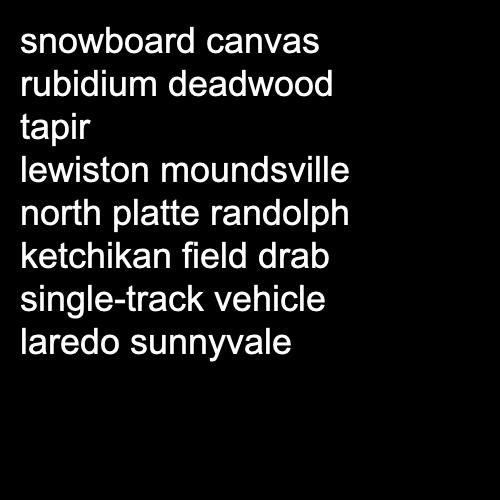 snowboard canvas
rubidium deadwood
tapir
lewiston moundsville
north platte randolph
ketchikan field drab
single-track vehicle
laredo sunnyvale